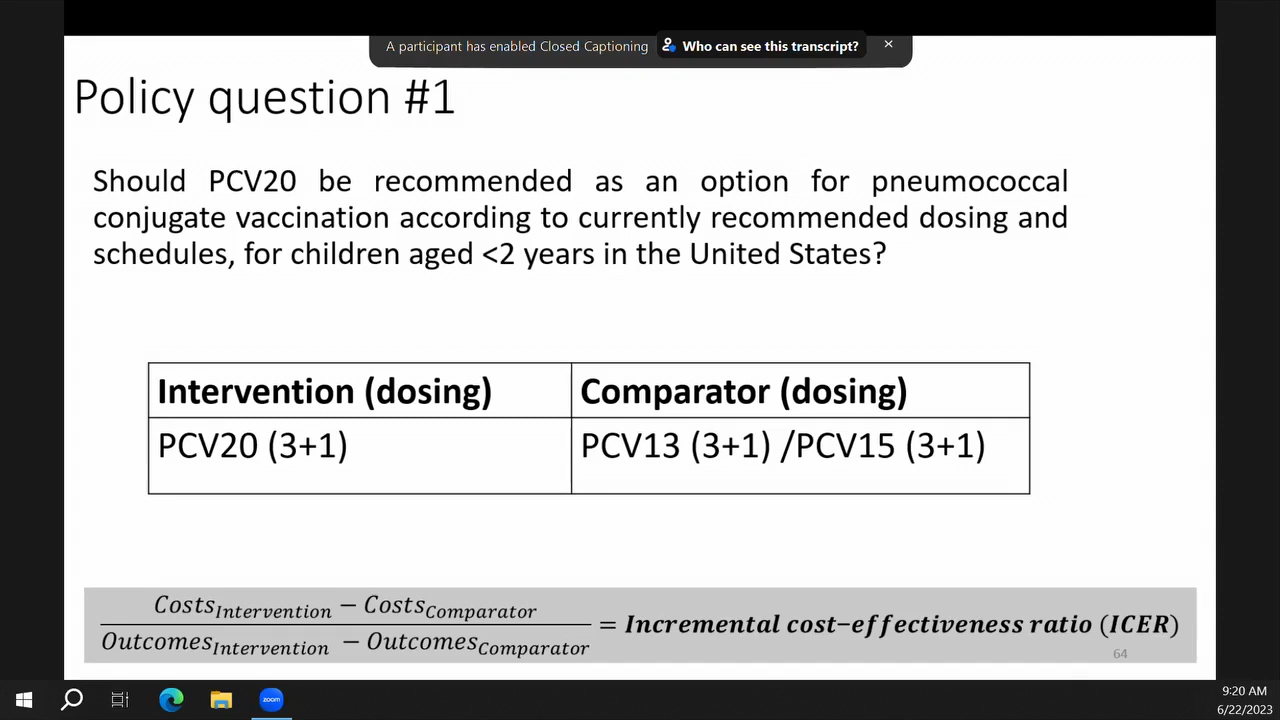 A participant has enabled Closed Captioning Who can see this transcript? ×
Policy question #1
Should PCV20 be recommended as an option for pneumococcal
conjugate vaccination according to currently recommended dosing and
schedules, for children aged <2 years in the United States?
Intervention (dosing) Comparator (dosing)
PCV20 (3+1) PCV13 (3+1) /PCV15 (3+1)
Costs_Intervention − Costs_Comparator
Outcomes_Intervention − Outcomes_Comparator
= Incremental cost−effectiveness ratio (ICER)
64
zoom
9:20 AM
6/22/2023